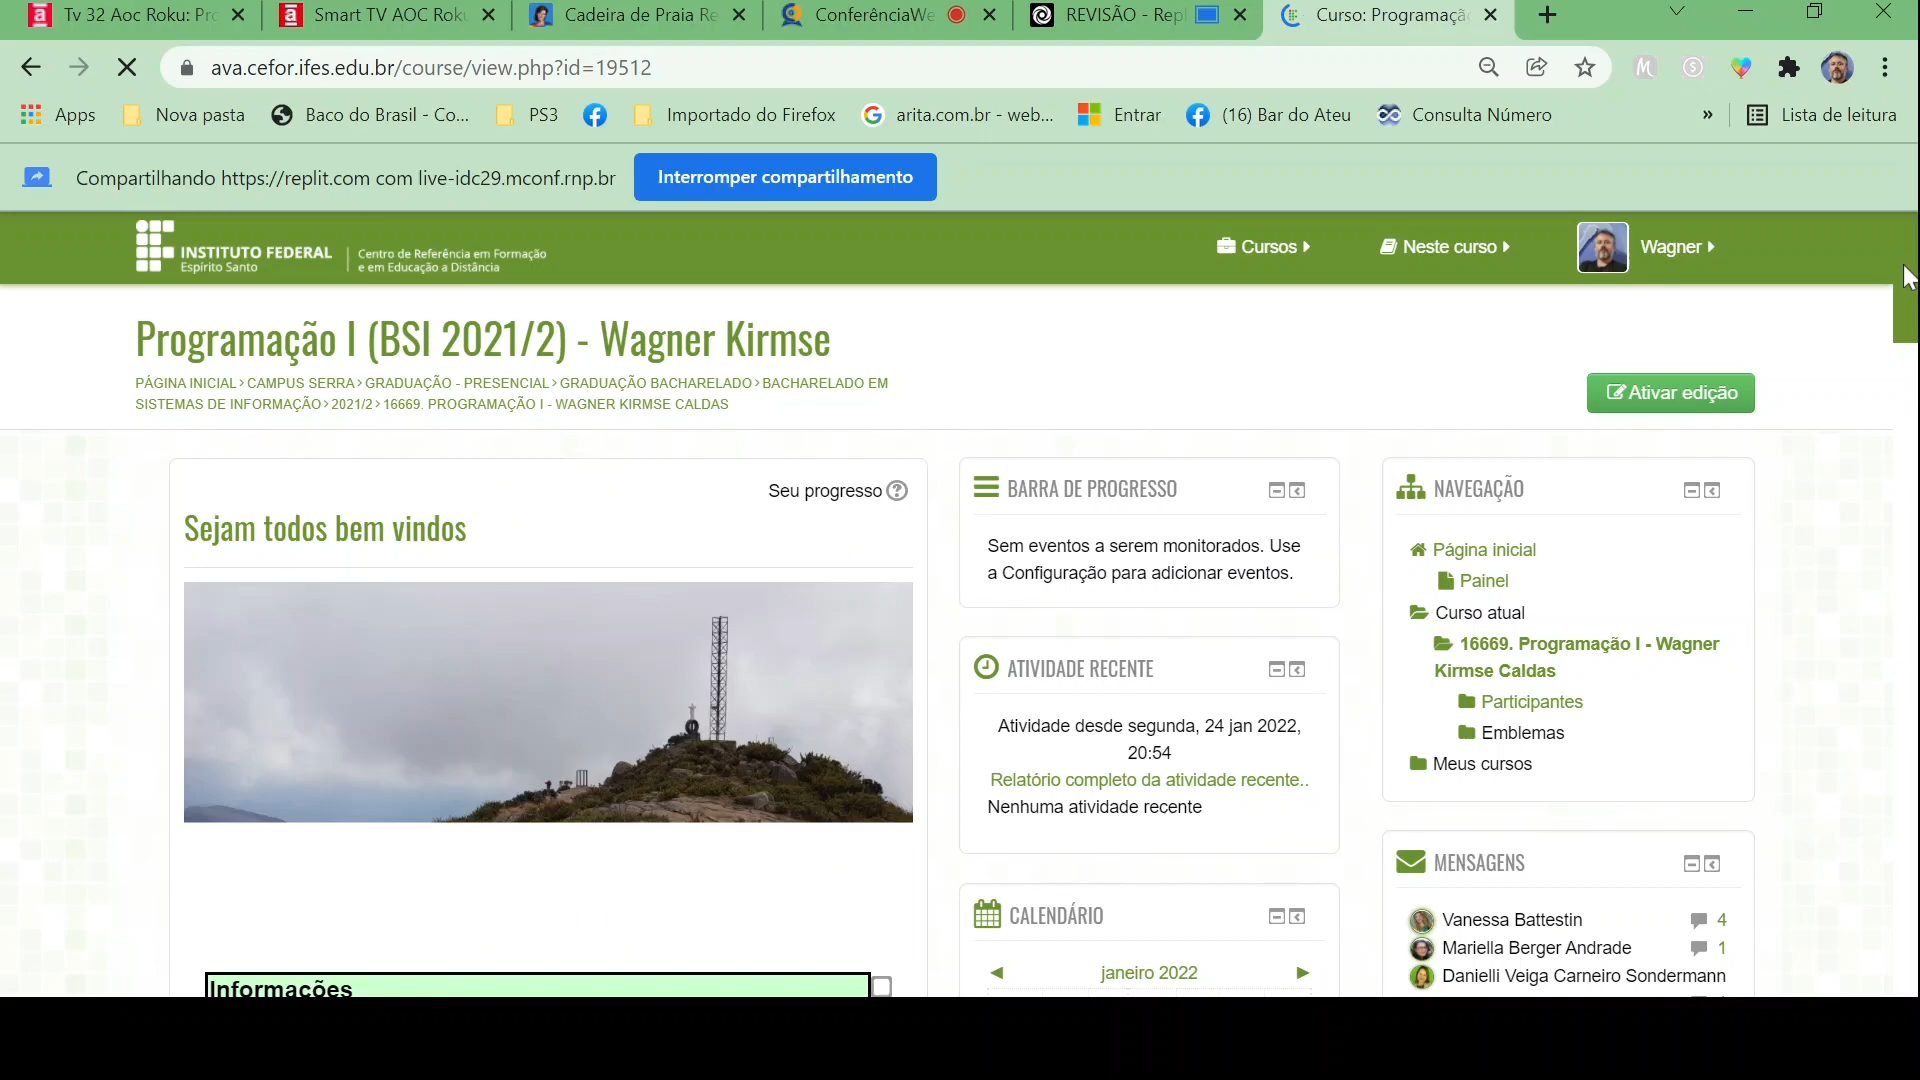 Tv 32 Aoc Roku: Pr
Smart TV AOC Roku
Cadeira de Praia Re
ConferênciaWe
REVISÃO - Repl
Curso: Programaçã
ava.cefor.ifes.edu.br/course/view.php?id=19512
Apps
Nova pasta
Baco do Brasil - Co...
PS3
Importado do Firefox
arita.com.br - web...
Entrar
(16) Bar do Ateu
Consulta Número
»
Lista de leitura
Compartilhando https://replit.com com live-idc29.mconf.rnp.br
Interromper compartilhamento
INSTITUTO FEDERAL
Espírito Santo
Centro de Referência em Formação
e em Educação a Distância
Cursos
Neste curso
Wagner
Programação I (BSI 2021/2) - Wagner Kirmse
PÁGINA INICIAL › CAMPUS SERRA › GRADUAÇÃO - PRESENCIAL › GRADUAÇÃO BACHARELADO › BACHARELADO EM
SISTEMAS DE INFORMAÇÃO › 2021/2 › 16669. PROGRAMAÇÃO I - WAGNER KIRMSE CALDAS
Ativar edição
Seu progresso
Sejam todos bem vindos
Informações
BARRA DE PROGRESSO
Sem eventos a serem monitorados. Use
a Configuração para adicionar eventos.
ATIVIDADE RECENTE
Atividade desde segunda, 24 jan 2022,
20:54
Relatório completo da atividade recente..
Nenhuma atividade recente
CALENDÁRIO
◄ janeiro 2022 ►
NAVEGAÇÃO
Página inicial
Painel
Curso atual
16669. Programação I - Wagner
Kirmse Caldas
Participantes
Emblemas
Meus cursos
MENSAGENS
Vanessa Battestin 4
Mariella Berger Andrade 1
Danielli Veiga Carneiro Sondermann